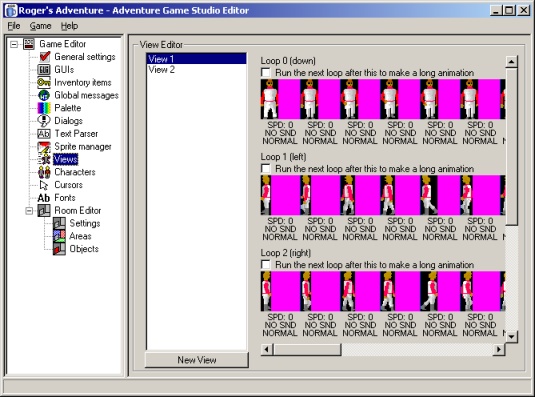 Roger's Adventure - Adventure Game Studio Editor
File Game Help
Game Editor
General settings
GUIs
Inventory items
Global messages
Palette
Dialogs
Text Parser
Sprite manager
Views
Characters
Cursors
Fonts
Room Editor
Settings
Areas
Objects
View Editor
View 1
View 2
New View
Loop 0 (down)
Run the next loop after this to make a long animation
SPD: 0 SPD: 0 SPD: 0 SPD: 0 SPD: 0 SPD: 0
NO SND NO SND NO SND NO SND NO SND NO SND
NORMAL NORMAL NORMAL NORMAL NORMAL NORMAL
Loop 1 (left)
Run the next loop after this to make a long animation
SPD: 0 SPD: 0 SPD: 0 SPD: 0 SPD: 0 SPD: 0
NO SND NO SND NO SND NO SND NO SND NO SND
NORMAL NORMAL NORMAL NORMAL NORMAL NORMAL
Loop 2 (right)
Run the next loop after this to make a long animation
SPD: 0 SPD: 0 SPD: 0 SPD: 0 SPD: 0 SPD: 0
NO SND NO SND NO SND NO SND NO SND NO SND
NORMAL NORMAL NORMAL NORMAL NORMAL NORMAL